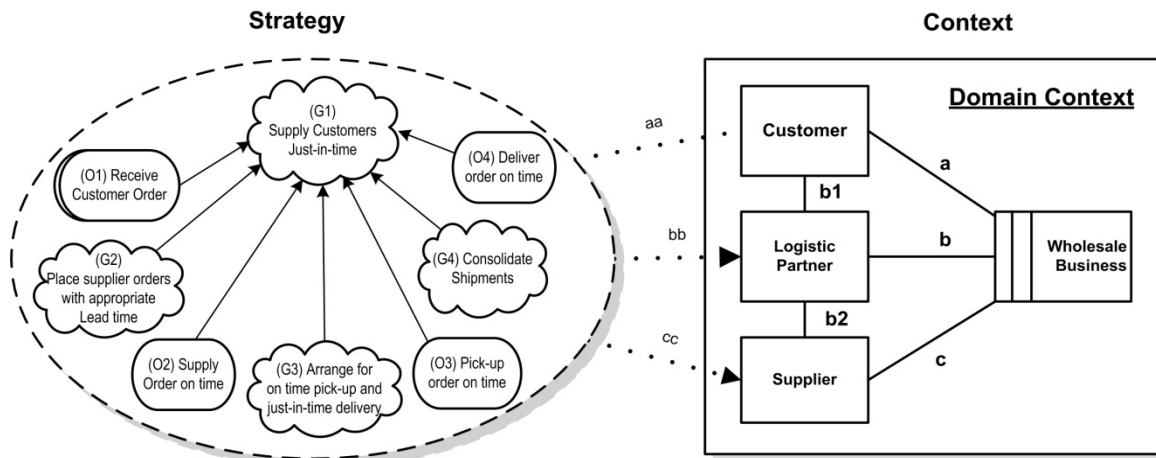 Strategy
(G1)
Supply Customers
Just-in-time
(O1) Receive
Customer Order
(O4) Deliver
order on time
(G2)
Place supplier orders
with appropriate
Lead time
(G4) Consolidate
Shipments
(O2) Supply
Order on time
(G3) Arrange for
on time pick-up and
just-in-time delivery
(O3) Pick-up
order on time
aa
bb
cc
Context
Domain Context
Customer
a
b1
Logistic
Partner
b
Wholesale
Business
b2
Supplier
c